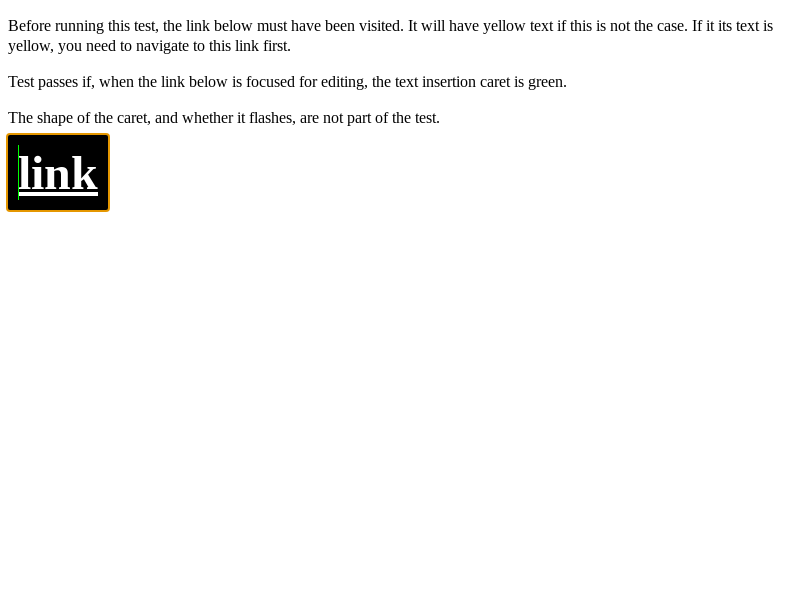 Before running this test, the link below must have been visited. It will have yellow text if this is not the case. If it its text is
yellow, you need to navigate to this link first.
Test passes if, when the link below is focused for editing, the text insertion caret is green.
The shape of the caret, and whether it flashes, are not part of the test.
link